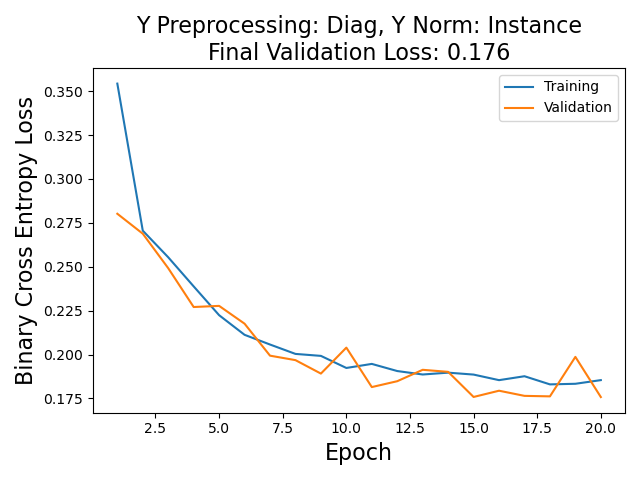 Y Preprocessing: Diag, Y Norm: Instance
Final Validation Loss: 0.176
Training
Validation
Binary Cross Entropy Loss
0.350
0.325
0.300
0.275
0.250
0.225
0.200
0.175
2.5 5.0 7.5 10.0 12.5 15.0 17.5 20.0
Epoch